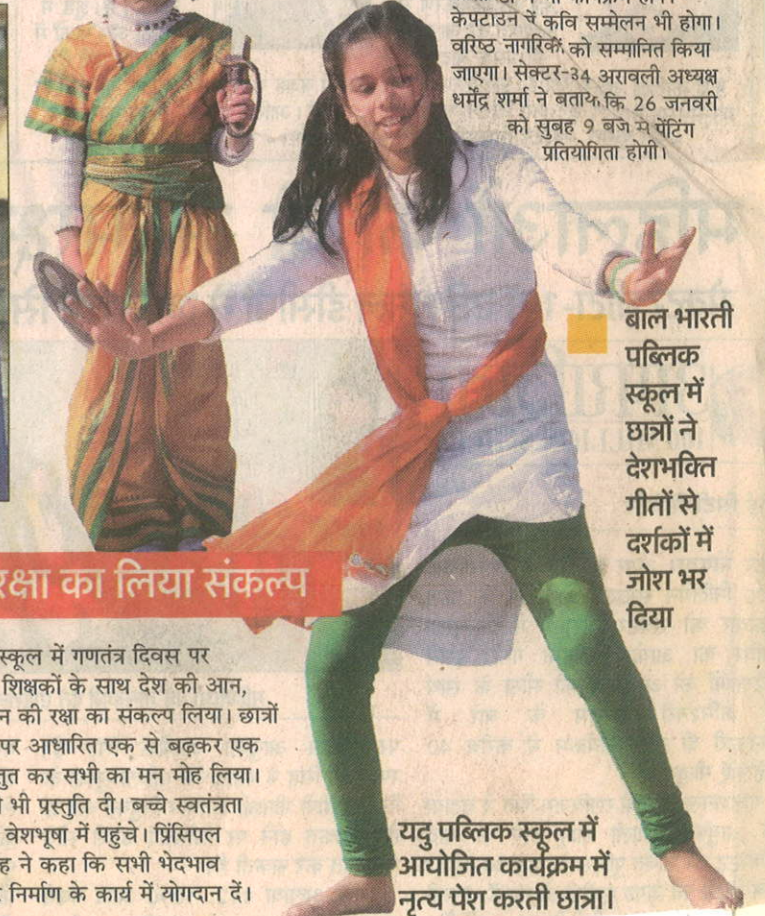 केपटाउन में कवि सम्मेलन भी होगा।
वरिष्ठ नागरिकों को सम्मानित किया
जाएगा। सेक्टर-34 अरावली अध्यक्ष
धर्मेंद्र शर्मा ने बताया कि 26 जनवरी
को सुबह 9 बजे से पेंटिंग
प्रतियोगिता होगी।
बाल भारती
पब्लिक
स्कूल में
छात्रों ने
देशभक्ति
गीतों से
दर्शकों में
जोश भर
दिया
रक्षा का लिया संकल्प
स्कूल में गणतंत्र दिवस पर
शिक्षकों के साथ देश की आन,
की रक्षा का संकल्प लिया। छात्रों
पर आधारित एक से बढ़कर एक
कर सभी का मन मोह लिया।
भी प्रस्तुति दी। बच्चे स्वतंत्रता
वेशभूषा में पहुंचे। प्रिंसिपल
ने कहा कि सभी भेदभाव
निर्माण के कार्य में योगदान दें।
यदु पब्लिक स्कूल में
आयोजित कार्यक्रम में
नृत्य पेश करती छात्रा।